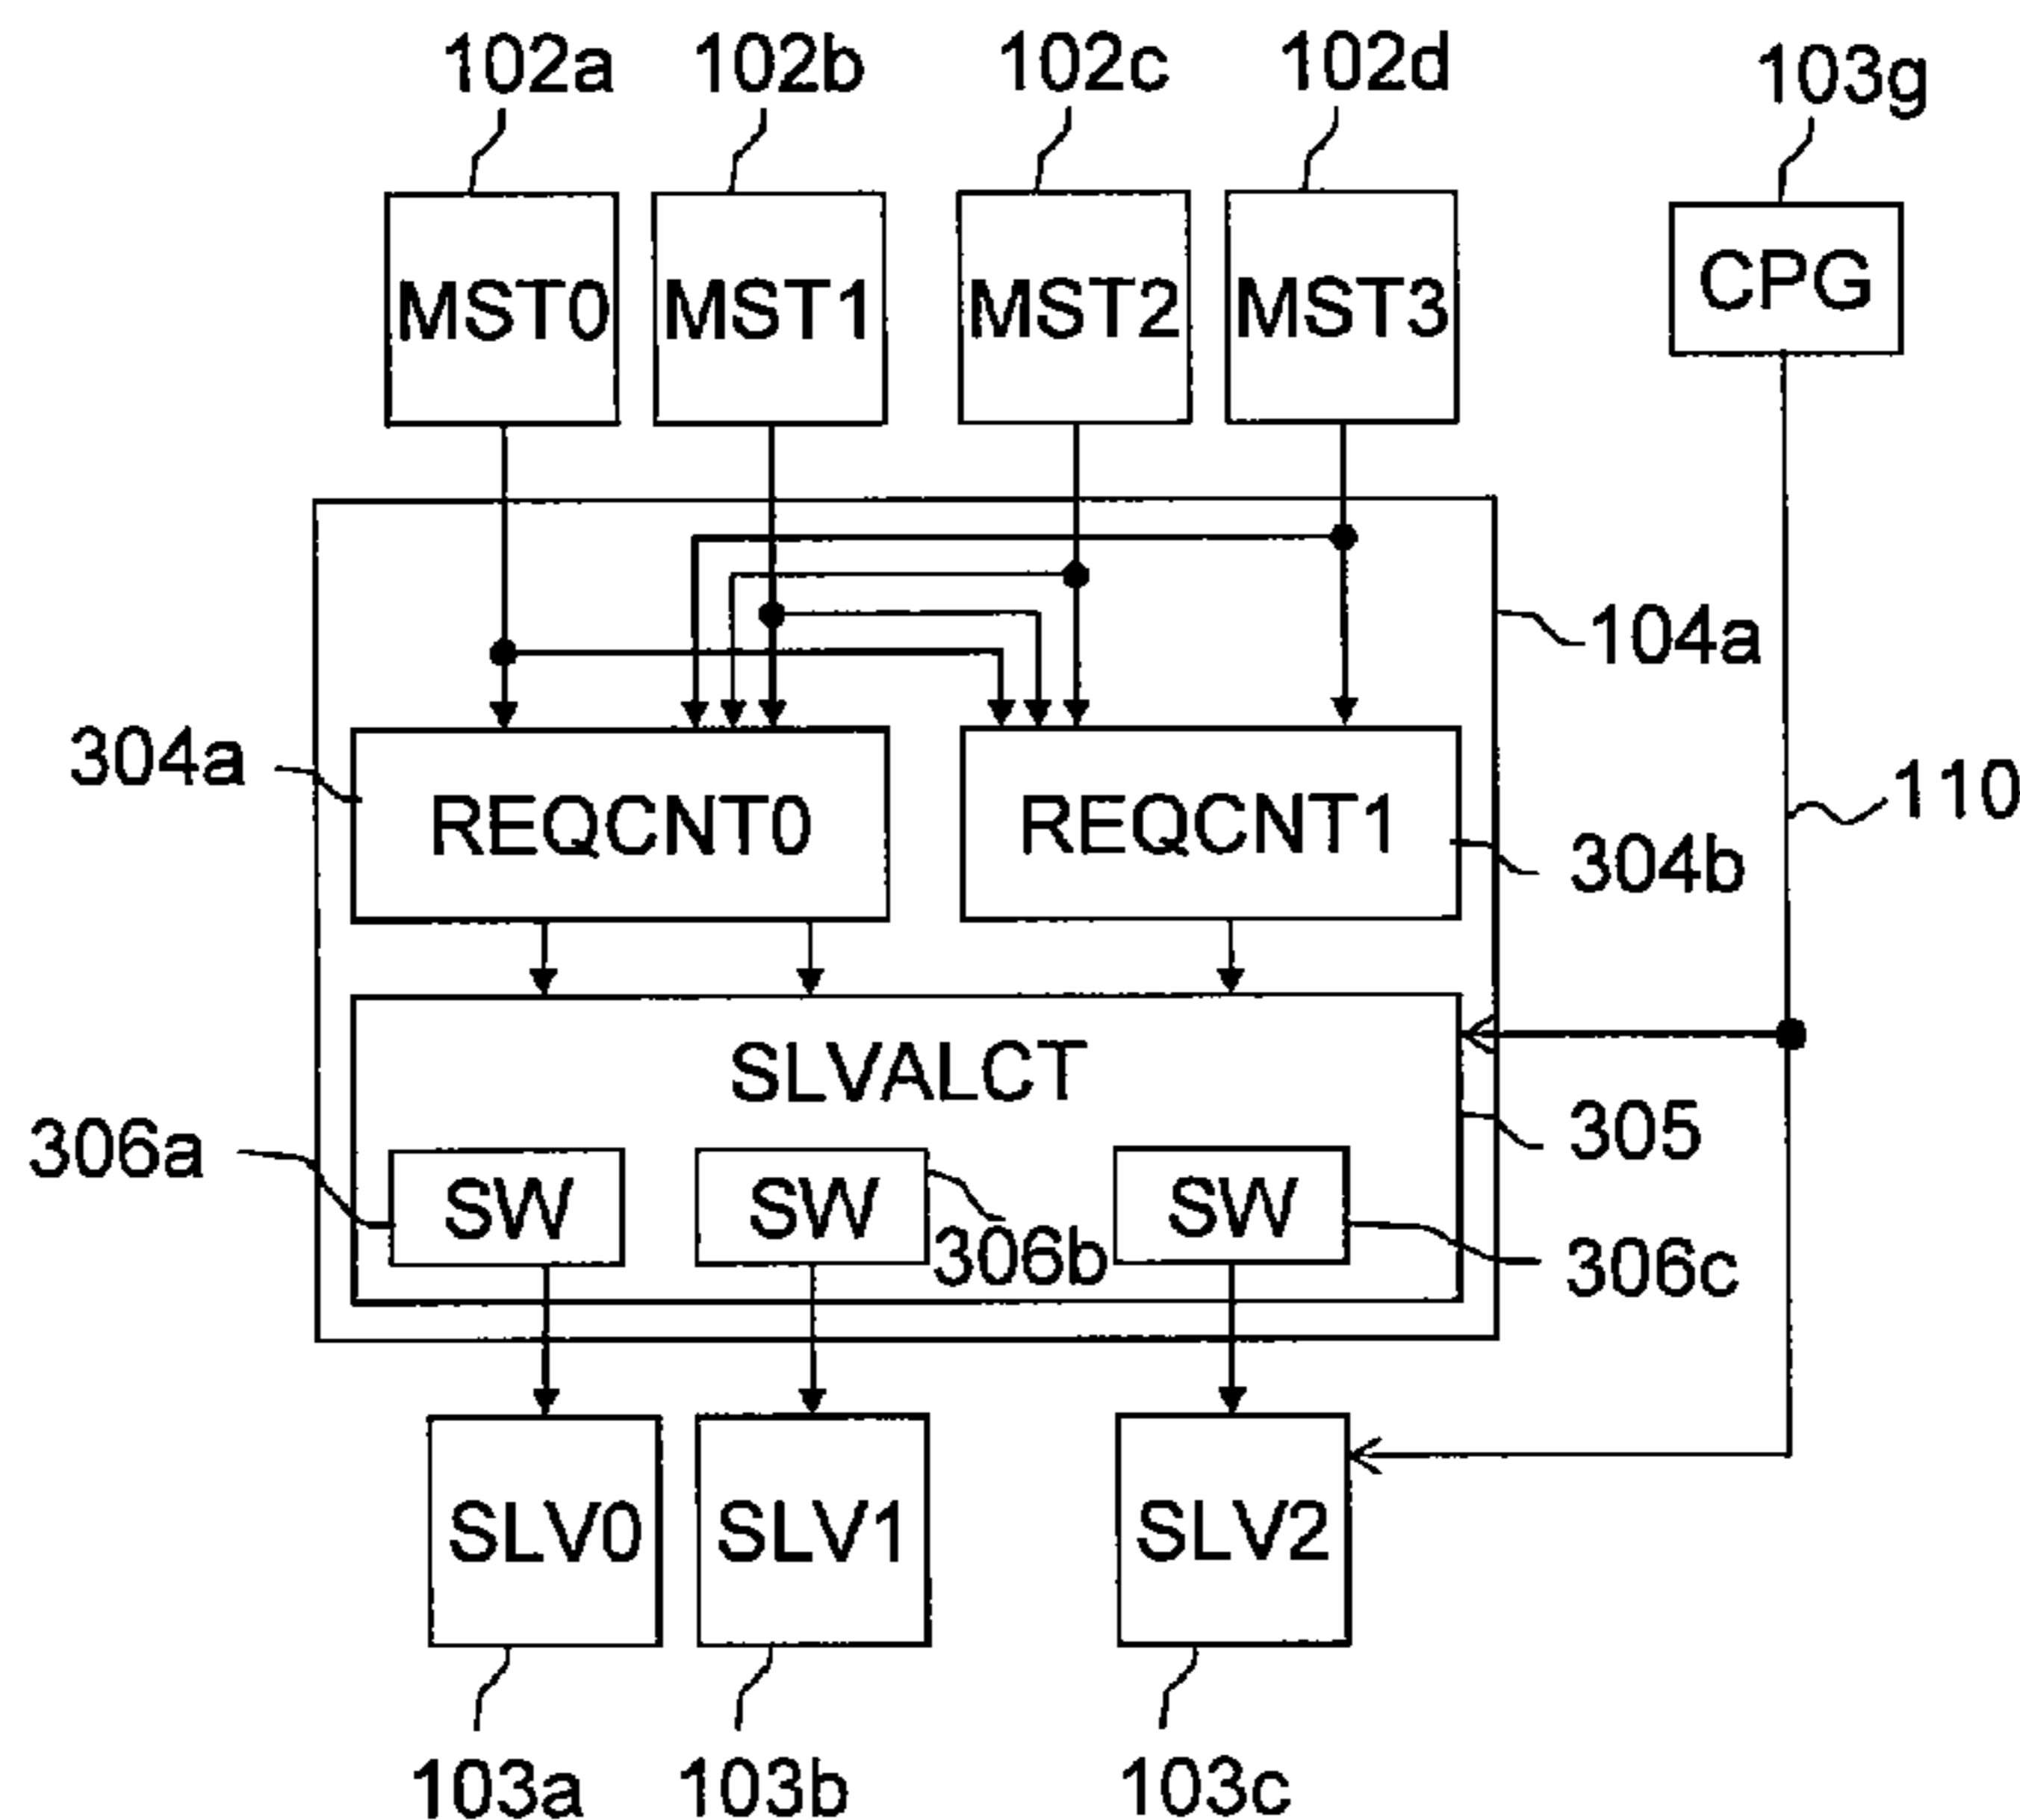 102a 102b 102c 102d 103g
MST0 MST1 MST2 MST3 CPG
104a
304a REQCNT0 REQCNT1 110
304b
SLVALCT
305
306a SW SW SW
306b 306c
SLV0 SLV1 SLV2
103a 103b 103c